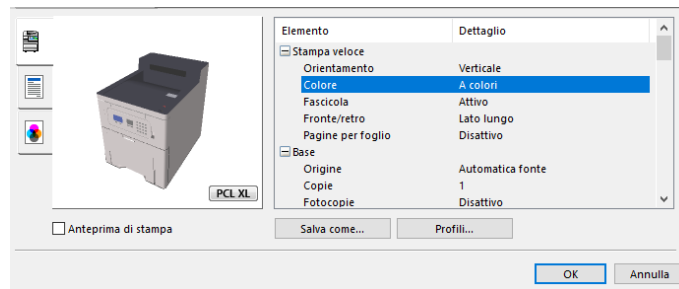 Elemento Dettaglio
Stampa veloce
Orientamento Verticale
Colore A colori
Fascicola Attivo
Fronte/retro Lato lungo
Pagine per foglio Disattivo
Base
Origine Automatica fonte
Copie 1
Fotocopie Disattivo
PCL XL
Anteprima di stampa Salva come... Profili...
OK Annulla